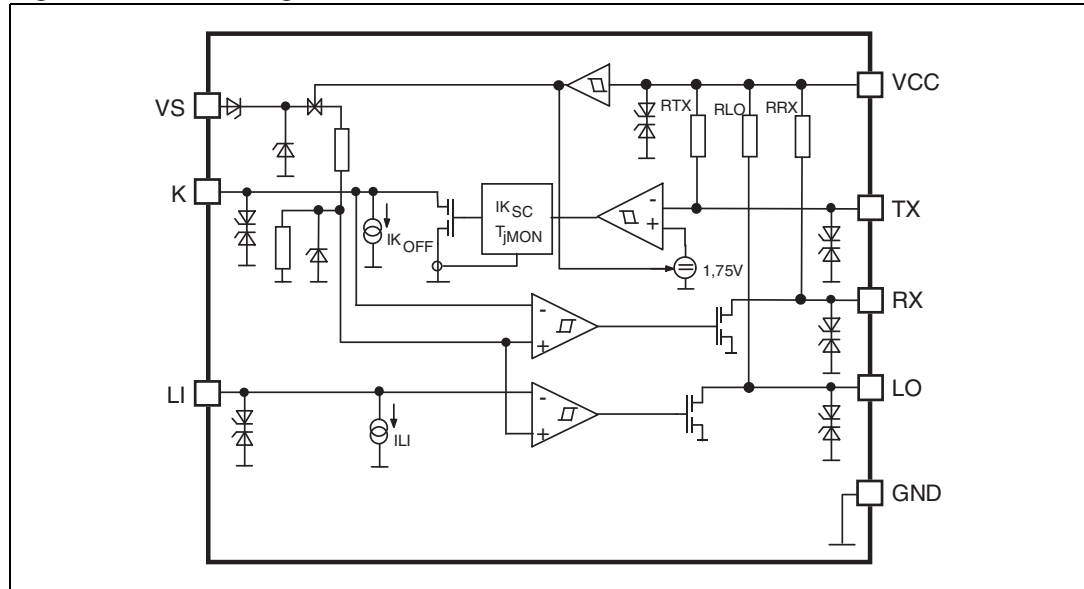 VCC
VS
RTX
RLO
RRX
K
IKSC
TjMON
-
+
TX
IKOFF
1,75V
RX
-
+
LI
LO
-
+
ILI
GND